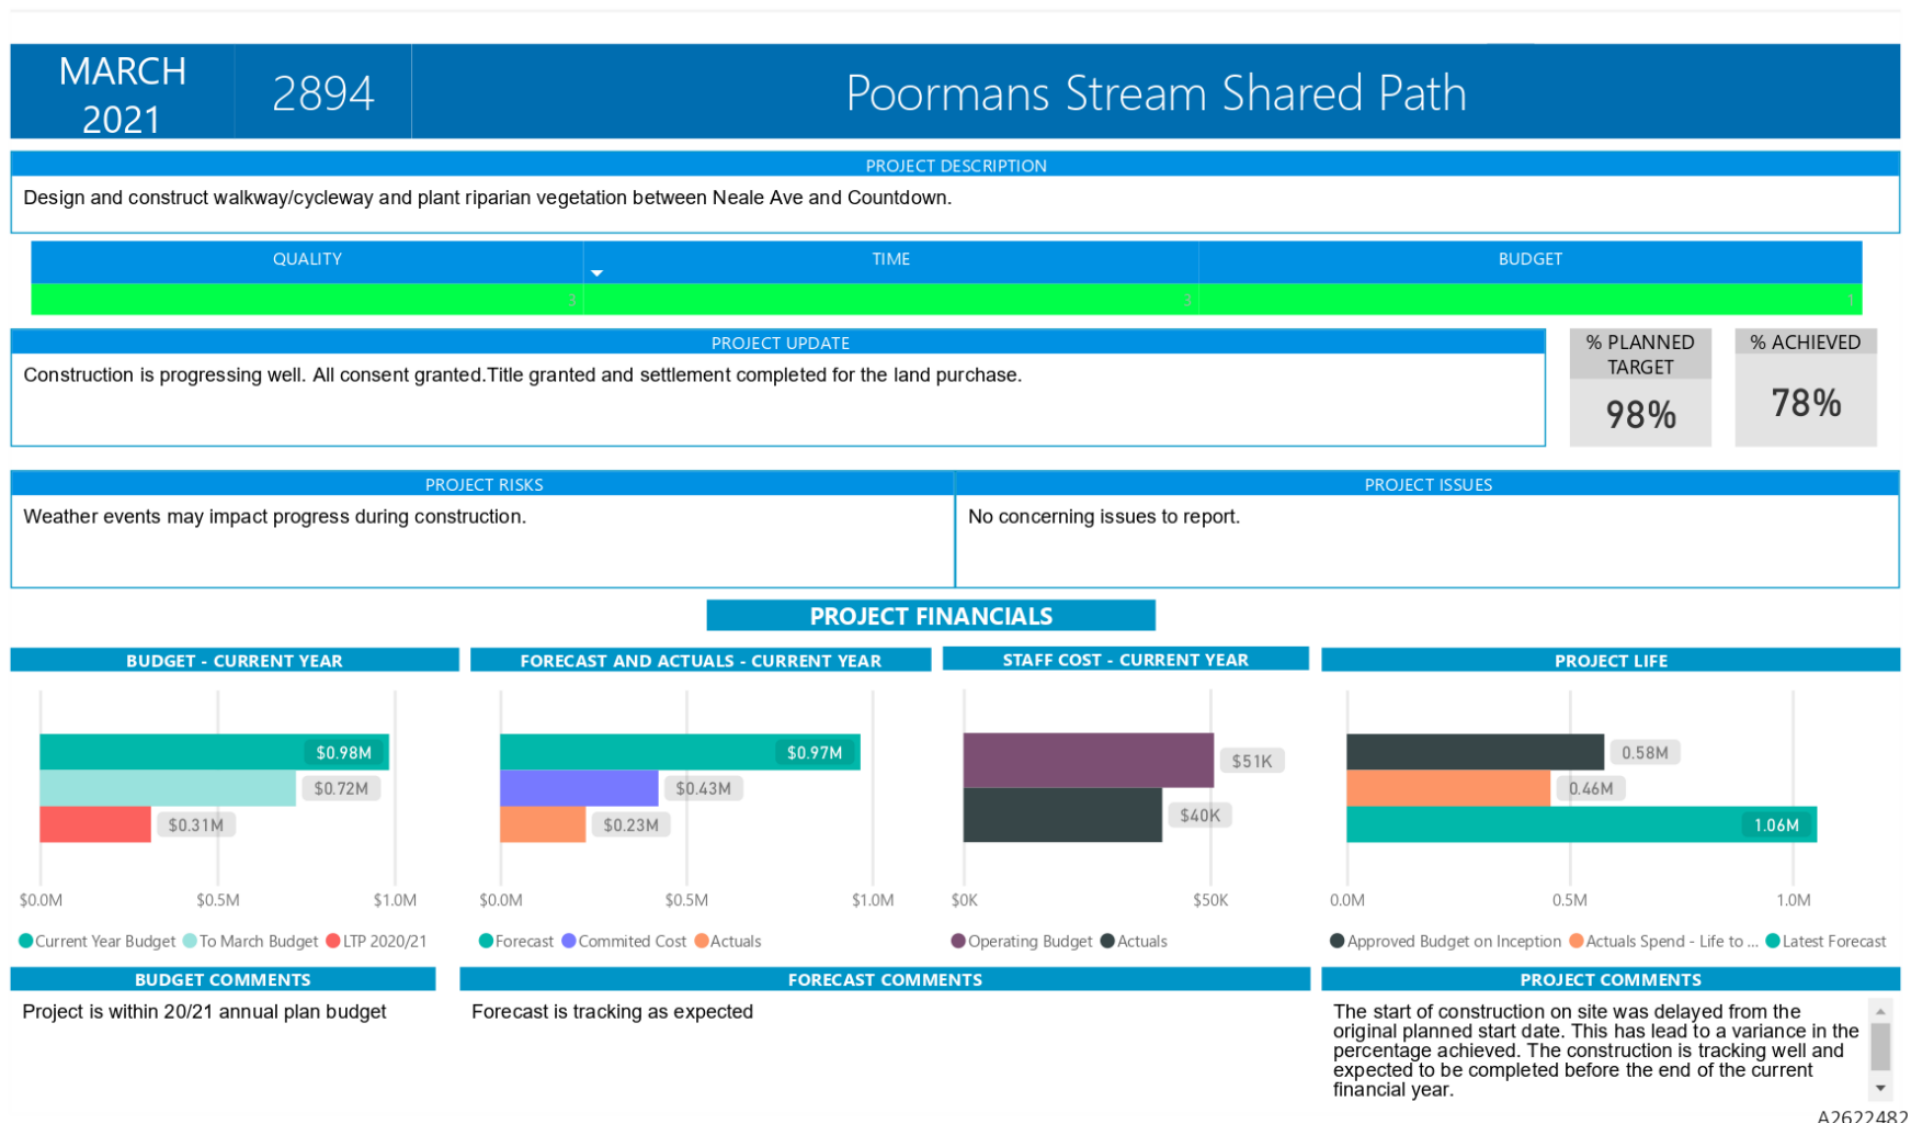 MARCH
2021
2894
Poormans Stream Shared Path
PROJECT DESCRIPTION
Design and construct walkway/cycleway and plant riparian vegetation between Neale Ave and Countdown.
QUALITY
TIME
BUDGET
3
3
1
PROJECT UPDATE
Construction is progressing well. All consent granted.Title granted and settlement completed for the land purchase.
% PLANNED
TARGET
98%
% ACHIEVED
78%
PROJECT RISKS
Weather events may impact progress during construction.
PROJECT ISSUES
No concerning issues to report.
PROJECT FINANCIALS
BUDGET - CURRENT YEAR
$0.98M
$0.72M
$0.31M
$0.0M $0.5M $1.0M
Current Year Budget To March Budget LTP 2020/21
FORECAST AND ACTUALS - CURRENT YEAR
$0.97M
$0.43M
$0.23M
$0.0M $0.5M $1.0M
Forecast Commited Cost Actuals
STAFF COST - CURRENT YEAR
$51K
$40K
$0K $50K
Operating Budget Actuals
PROJECT LIFE
0.58M
0.46M
1.06M
0.0M 0.5M 1.0M
Approved Budget on Inception Actuals Spend - Life to ... Latest Forecast
BUDGET COMMENTS
Project is within 20/21 annual plan budget
FORECAST COMMENTS
Forecast is tracking as expected
PROJECT COMMENTS
The start of construction on site was delayed from the
original planned start date. This has lead to a variance in the
percentage achieved. The construction is tracking well and
expected to be completed before the end of the current
financial year.
A2622482